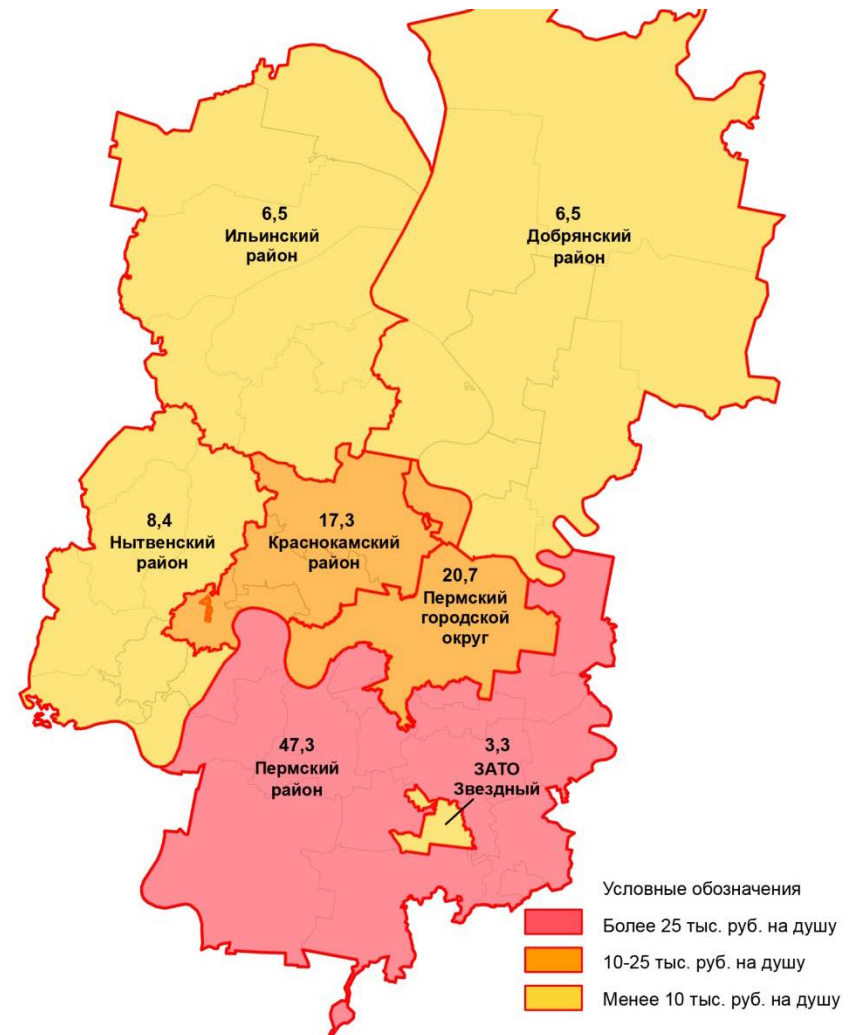 6,5
Ильинский
район
6,5
Добрянский
район
8,4
Нытвенский
район
17,3
Краснокамский
район
20,7
Пермский
городской
округ
47,3
Пермский
район
3,3
ЗАТО
Звездный
Условные обозначения
Более 25 тыс. руб. на душу
10-25 тыс. руб. на душу
Менее 10 тыс. руб. на душу